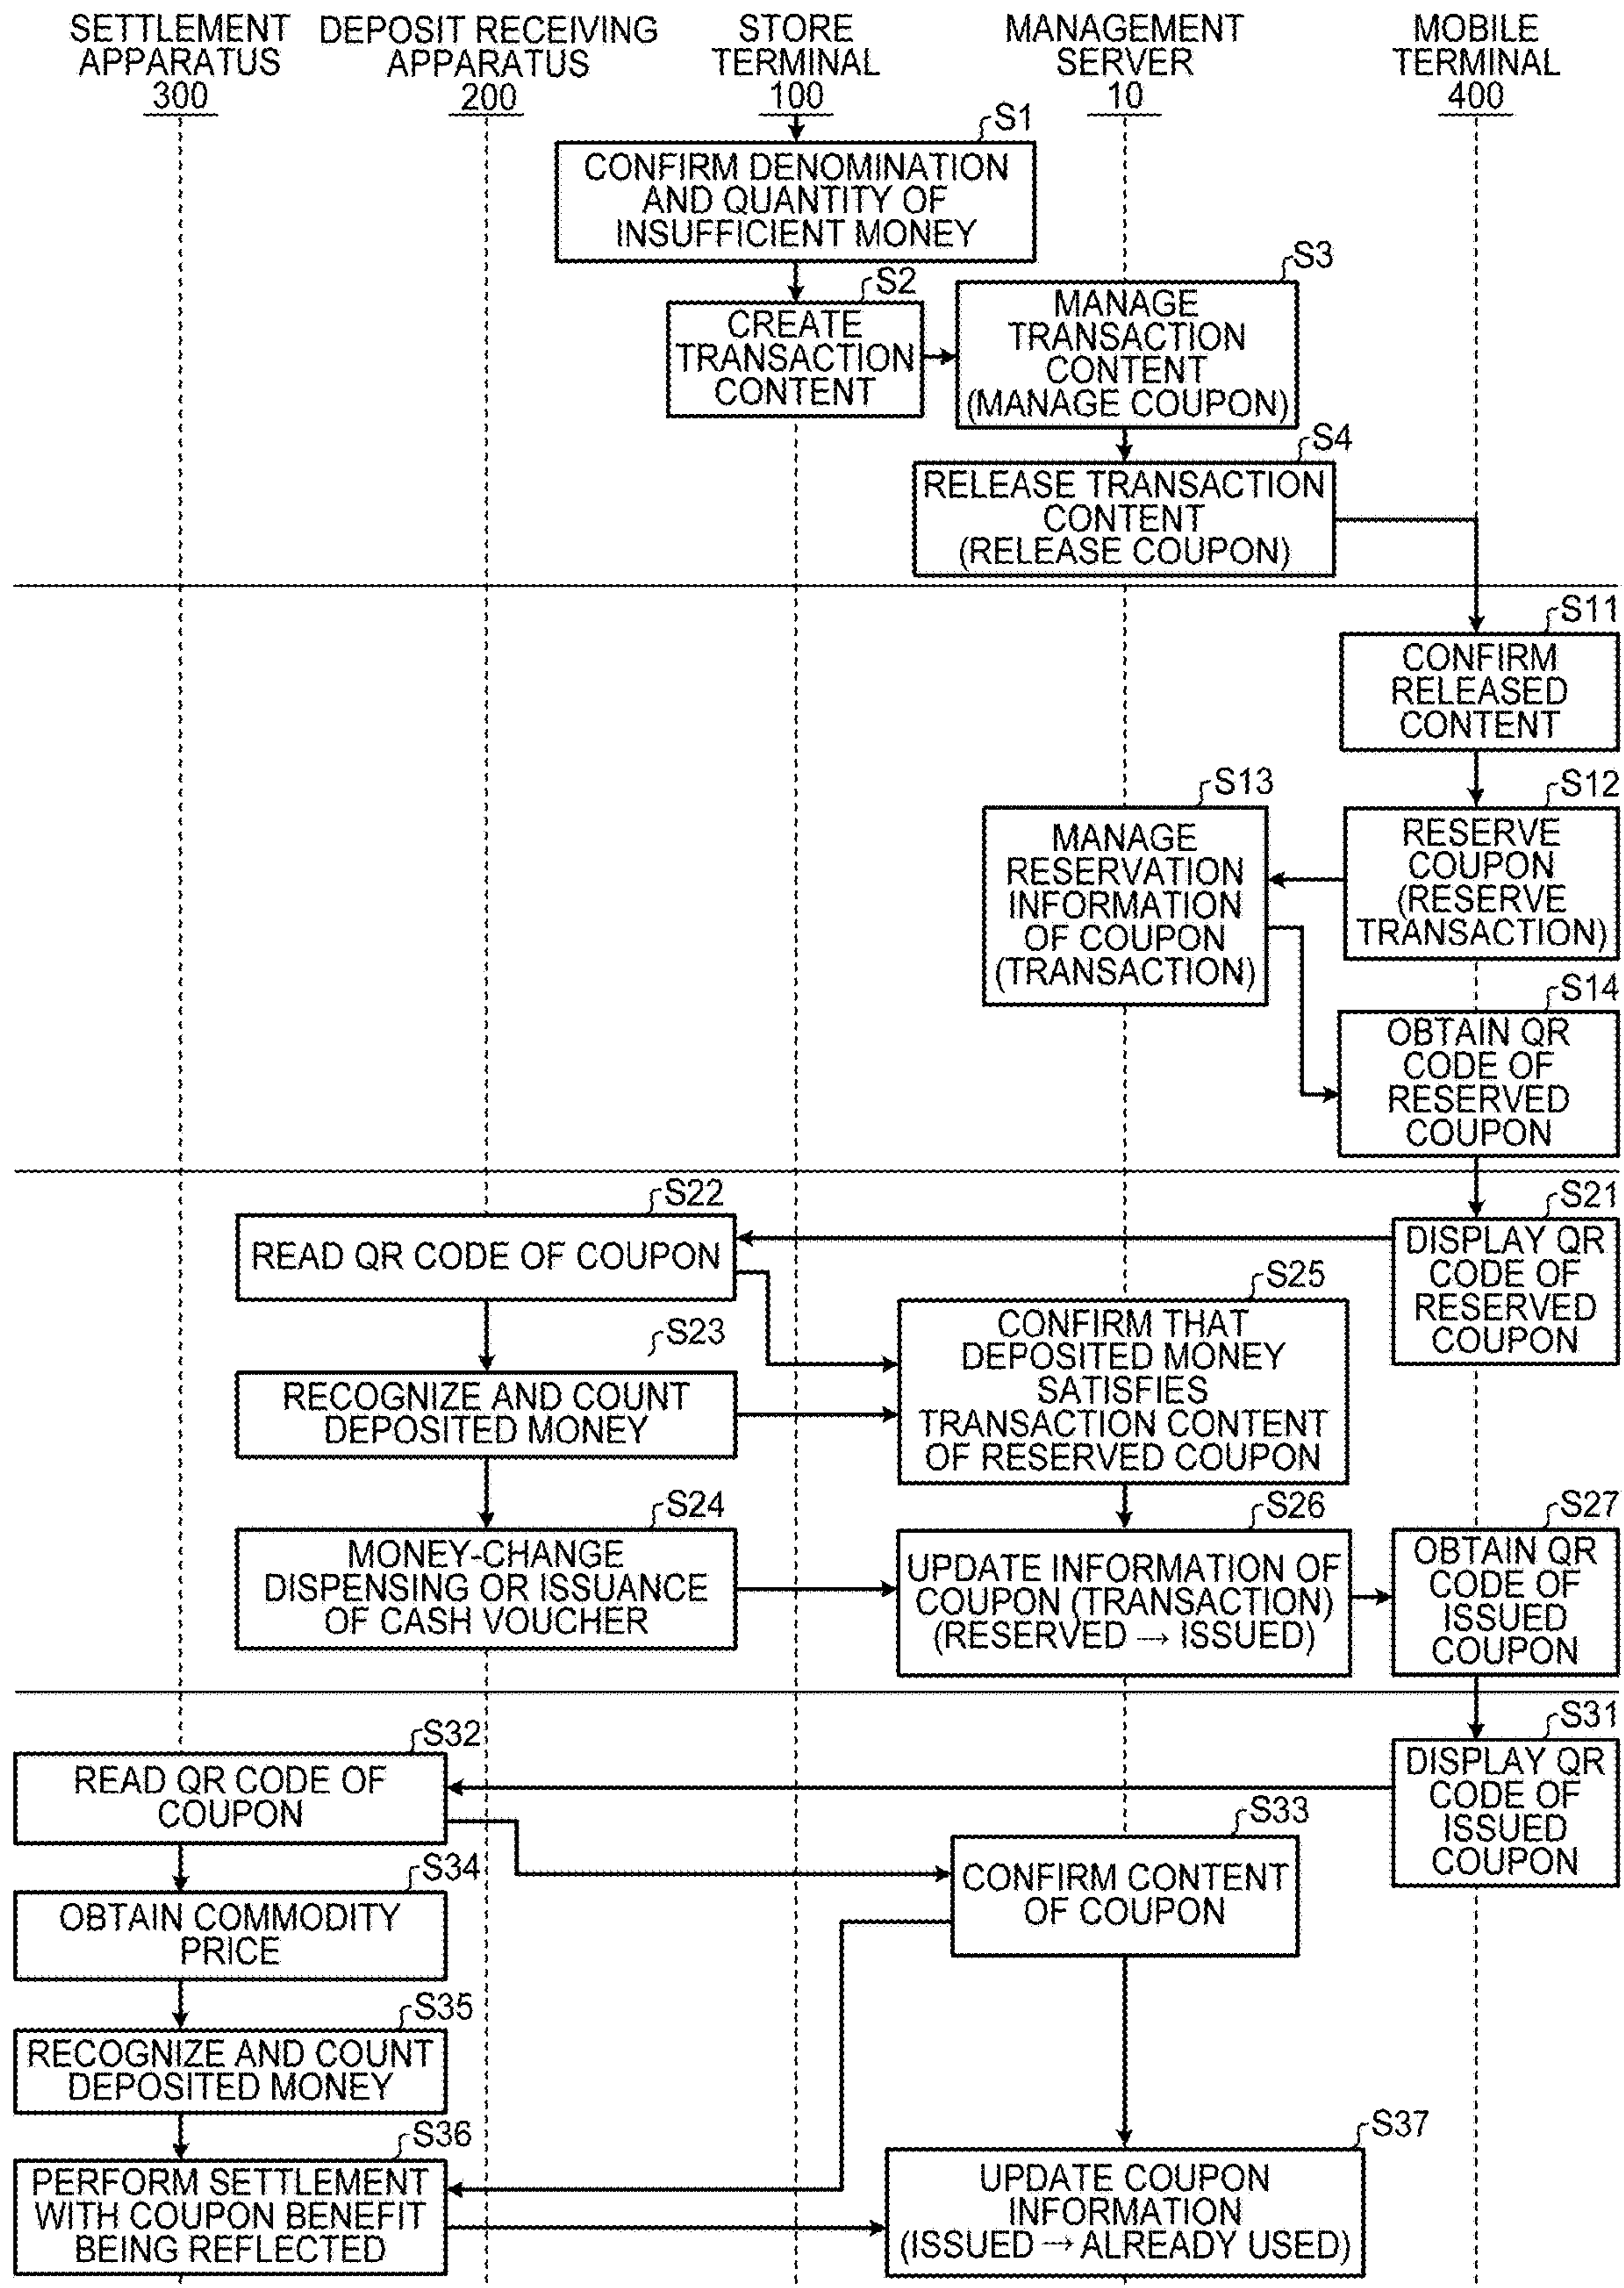 SETTLEMENT
APPARATUS
300
DEPOSIT RECEIVING
APPARATUS
200
STORE
TERMINAL
100
MANAGEMENT
SERVER
10
MOBILE
TERMINAL
400
S1
CONFIRM DENOMINATION
AND QUANTITY OF
INSUFFICIENT MONEY
S2
CREATE
TRANSACTION
CONTENT
S3
MANAGE
TRANSACTION
CONTENT
(MANAGE COUPON)
S4
RELEASE TRANSACTION
CONTENT
(RELEASE COUPON)
S11
CONFIRM
RELEASED
CONTENT
S12
RESERVE
COUPON
(RESERVE
TRANSACTION)
S13
MANAGE
RESERVATION
INFORMATION
OF COUPON
(TRANSACTION)
S14
OBTAIN QR
CODE OF
RESERVED
COUPON
S21
DISPLAY QR
CODE OF
RESERVED
COUPON
S22
READ QR CODE OF COUPON
S23
RECOGNIZE AND COUNT
DEPOSITED MONEY
S25
CONFIRM THAT
DEPOSITED MONEY
SATISFIES
TRANSACTION CONTENT
OF RESERVED COUPON
S24
MONEY-CHANGE
DISPENSING OR ISSUANCE
OF CASH VOUCHER
S26
UPDATE INFORMATION OF
COUPON (TRANSACTION)
(RESERVED → ISSUED)
S27
OBTAIN QR
CODE OF
ISSUED
COUPON
S31
DISPLAY QR
CODE OF
ISSUED
COUPON
S32
READ QR CODE OF
COUPON
S33
CONFIRM CONTENT
OF COUPON
S34
OBTAIN COMMODITY
PRICE
S35
RECOGNIZE AND COUNT
DEPOSITED MONEY
S36
PERFORM SETTLEMENT
WITH COUPON BENEFIT
BEING REFLECTED
S37
UPDATE COUPON
INFORMATION
(ISSUED → ALREADY USED)